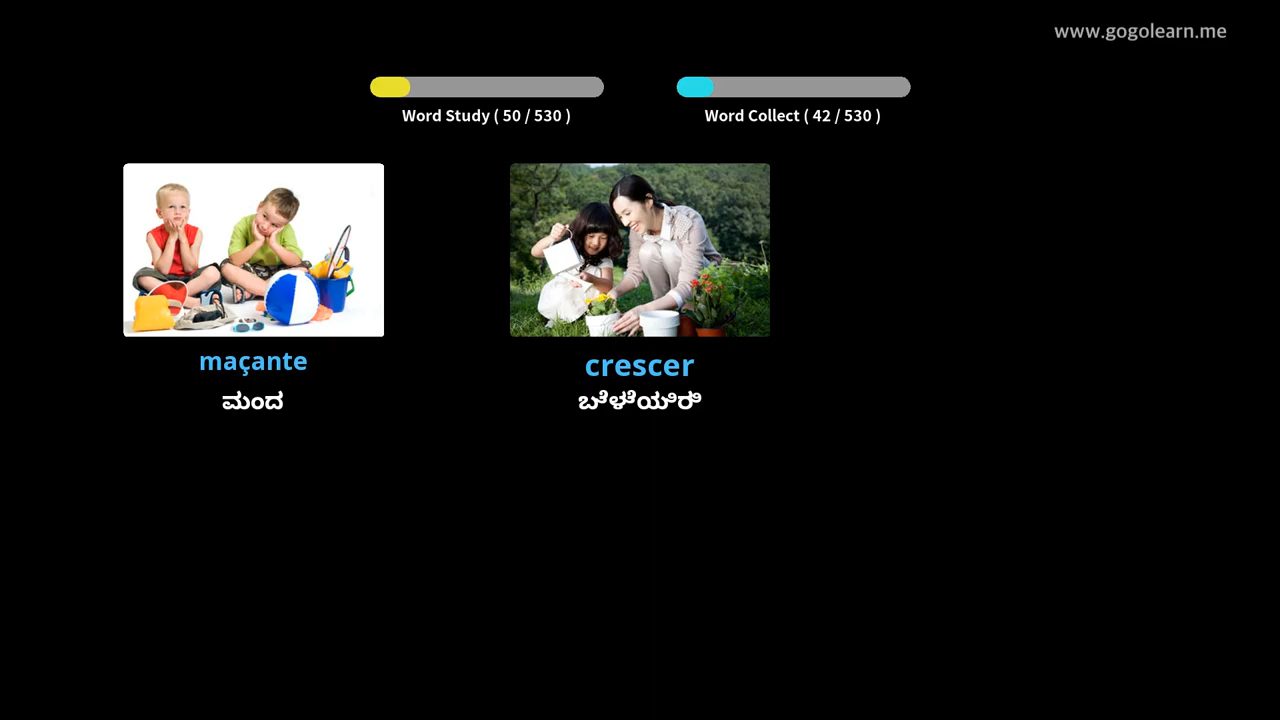 www.gogolearn.me
Word Study ( 50 / 530 )
Word Collect ( 42 / 530 )
maçante
ಮಂದ
crescer
ಬೆಳೆಯಿರಿ